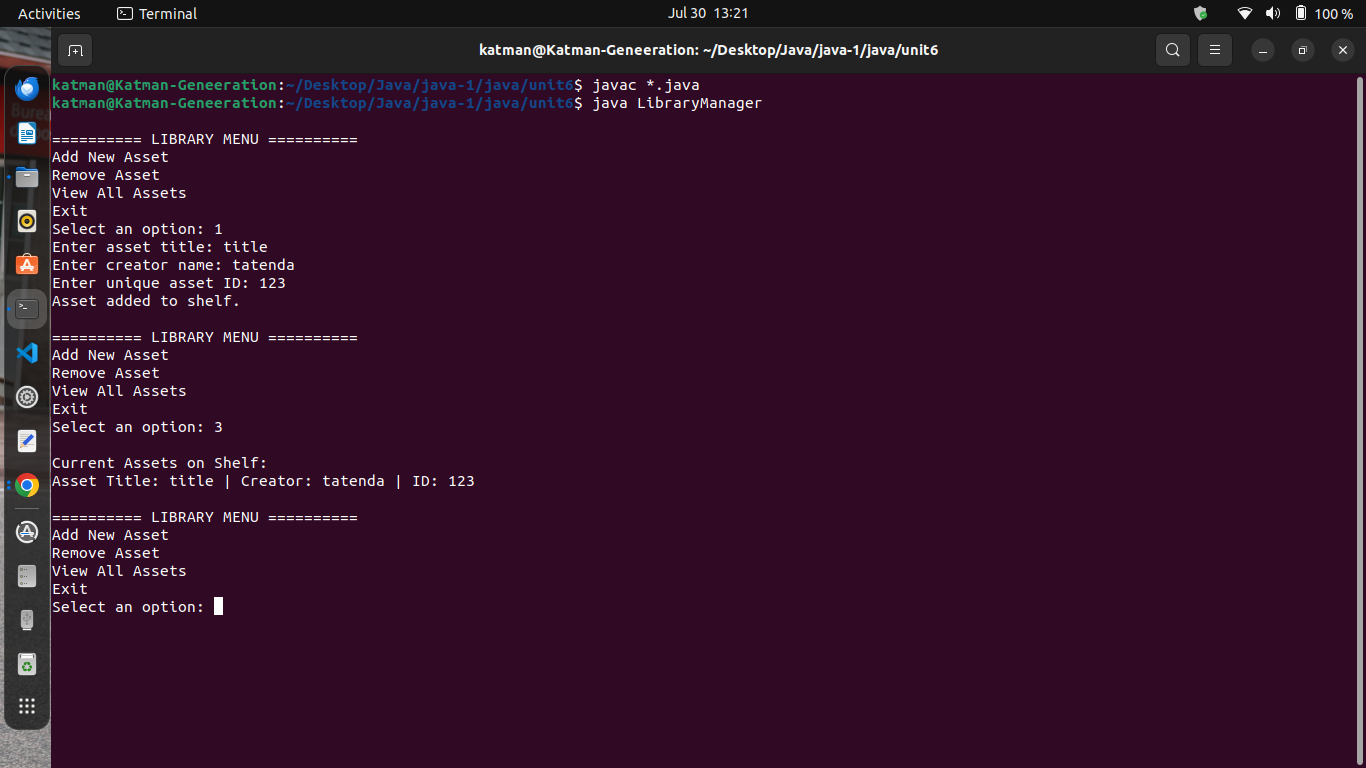 Activities Terminal Jul 30 13:21 100 %
katman@Katman-Geneeration: ~/Desktop/Java/java-1/java/unit6
katman@Katman-Geneeration:~/Desktop/Java/java-1/java/unit6$ javac *.java
katman@Katman-Geneeration:~/Desktop/Java/java-1/java/unit6$ java LibraryManager
========== LIBRARY MENU ==========
Add New Asset
Remove Asset
View All Assets
Exit
Select an option: 1
Enter asset title: title
Enter creator name: tatenda
Enter unique asset ID: 123
Asset added to shelf.
========== LIBRARY MENU ==========
Add New Asset
Remove Asset
View All Assets
Exit
Select an option: 3
Current Assets on Shelf:
Asset Title: title | Creator: tatenda | ID: 123
========== LIBRARY MENU ==========
Add New Asset
Remove Asset
View All Assets
Exit
Select an option: